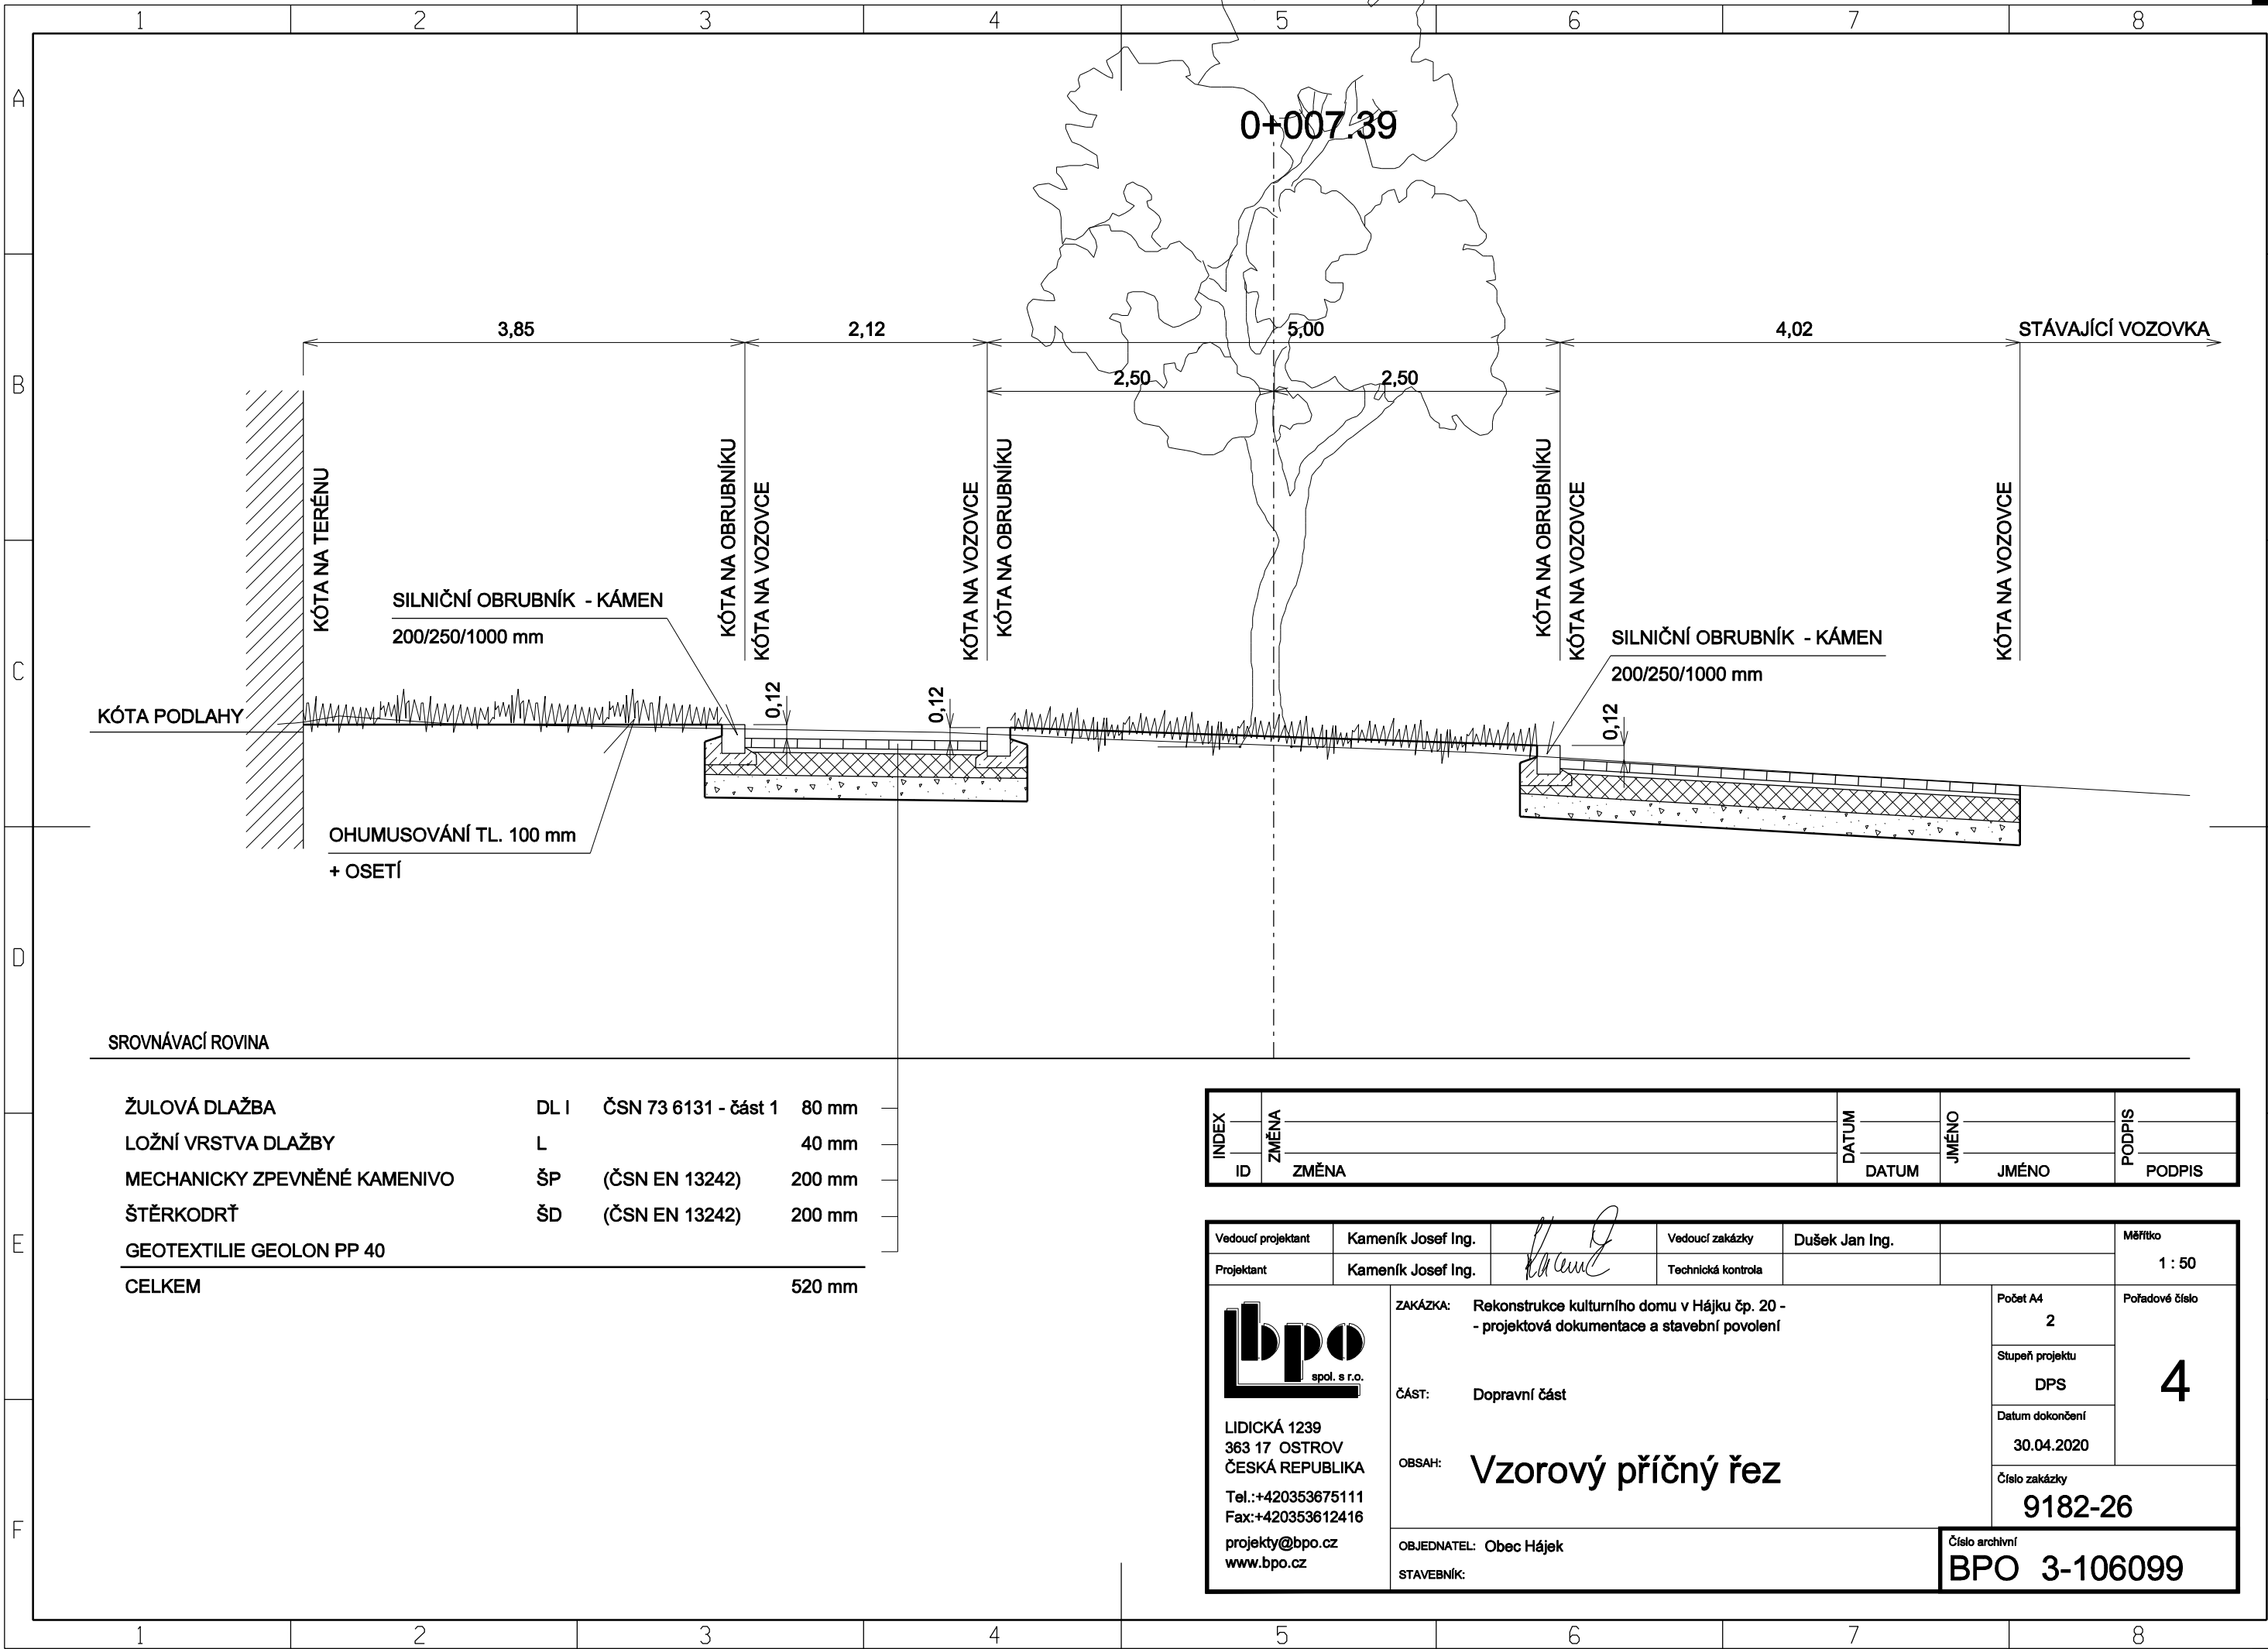 1 2 3 4 5 6 7 8
A
B
C
D
E
F
0+007.39
3,85 2,12 5,00 4,02 STÁVAJÍCÍ VOZOVKA
2,50 2,50
KÓTA NA TERÉNU
KÓTA NA OBRUBNÍKU
KÓTA NA VOZOVCE
KÓTA NA VOZOVCE
KÓTA NA OBRUBNÍKU
KÓTA NA OBRUBNÍKU
KÓTA NA VOZOVCE
KÓTA NA VOZOVCE
SILNIČNÍ OBRUBNÍK - KÁMEN
200/250/1000 mm
SILNIČNÍ OBRUBNÍK - KÁMEN
200/250/1000 mm
0,12
0,12
0,12
KÓTA PODLAHY
OHUMUSOVÁNÍ TL. 100 mm
+ OSETÍ
SROVNÁVACÍ ROVINA
ŽULOVÁ DLAŽBA DL I ČSN 73 6131 - část 1 80 mm
LOŽNÍ VRSTVA DLAŽBY L 40 mm
MECHANICKY ZPEVNĚNÉ KAMENIVO ŠP (ČSN EN 13242) 200 mm
ŠTĚRKODRŤ ŠD (ČSN EN 13242) 200 mm
GEOTEXTILIE GEOLON PP 40
CELKEM 520 mm
INDEX
ZMĚNA
DATUM
JMÉNO
PODPIS
ID ZMĚNA DATUM JMÉNO PODPIS
Vedoucí projektant Kameník Josef Ing. Vedoucí zakázky Dušek Jan Ing. Měřítko
1 : 50
Projektant Kameník Josef Ing. Technická kontrola
bpo
spol. s r.o.
LIDICKÁ 1239
363 17 OSTROV
ČESKÁ REPUBLIKA
Tel.:+420353675111
Fax:+420353612416
projekty@bpo.cz
www.bpo.cz
ZAKÁZKA: Rekonstrukce kulturního domu v Hájku čp. 20 -
- projektová dokumentace a stavební povolení
ČÁST: Dopravní část
OBSAH: Vzorový příčný řez
OBJEDNATEL: Obec Hájek
STAVEBNÍK:
Počet A4
2
Stupeň projektu
DPS
Datum dokončení
30.04.2020
Pořadové číslo
4
Číslo zakázky
9182-26
Číslo archivní
BPO 3-106099
1 2 3 4 5 6 7 8